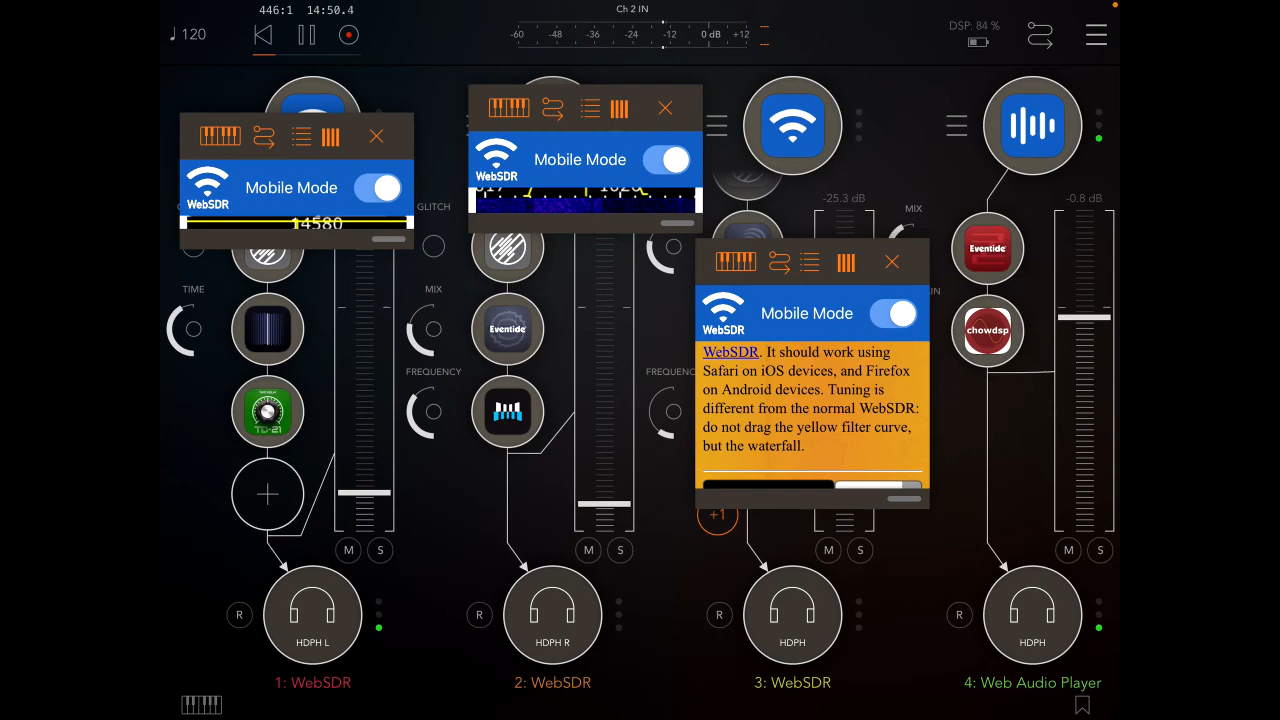 446:1 14:50.4
Ch 2 IN
120
-60 -48 -36 -24 -12 0 dB +12
DSP: 84 %
Mobile Mode
WebSDR
14580
Mobile Mode
WebSDR
-25.3 dB
-0.8 dB
GLITCH
MIX
TIME
MIX
FREQUENCY
FREQUENC
Eventide
Eventide
chowdsp
TD-21
Mobile Mode
WebSDR
WebSDR. It should work using
Safari on iOS devices, and Firefox
on Android devices. Tuning is
different from the normal WebSDR:
do not drag the yellow filter curve,
but the waterfall.
+1
M S
M S
M S
M S
R HDPH L
R HDPH R
R HDPH
R HDPH
1: WebSDR
2: WebSDR
3: WebSDR
4: Web Audio Player